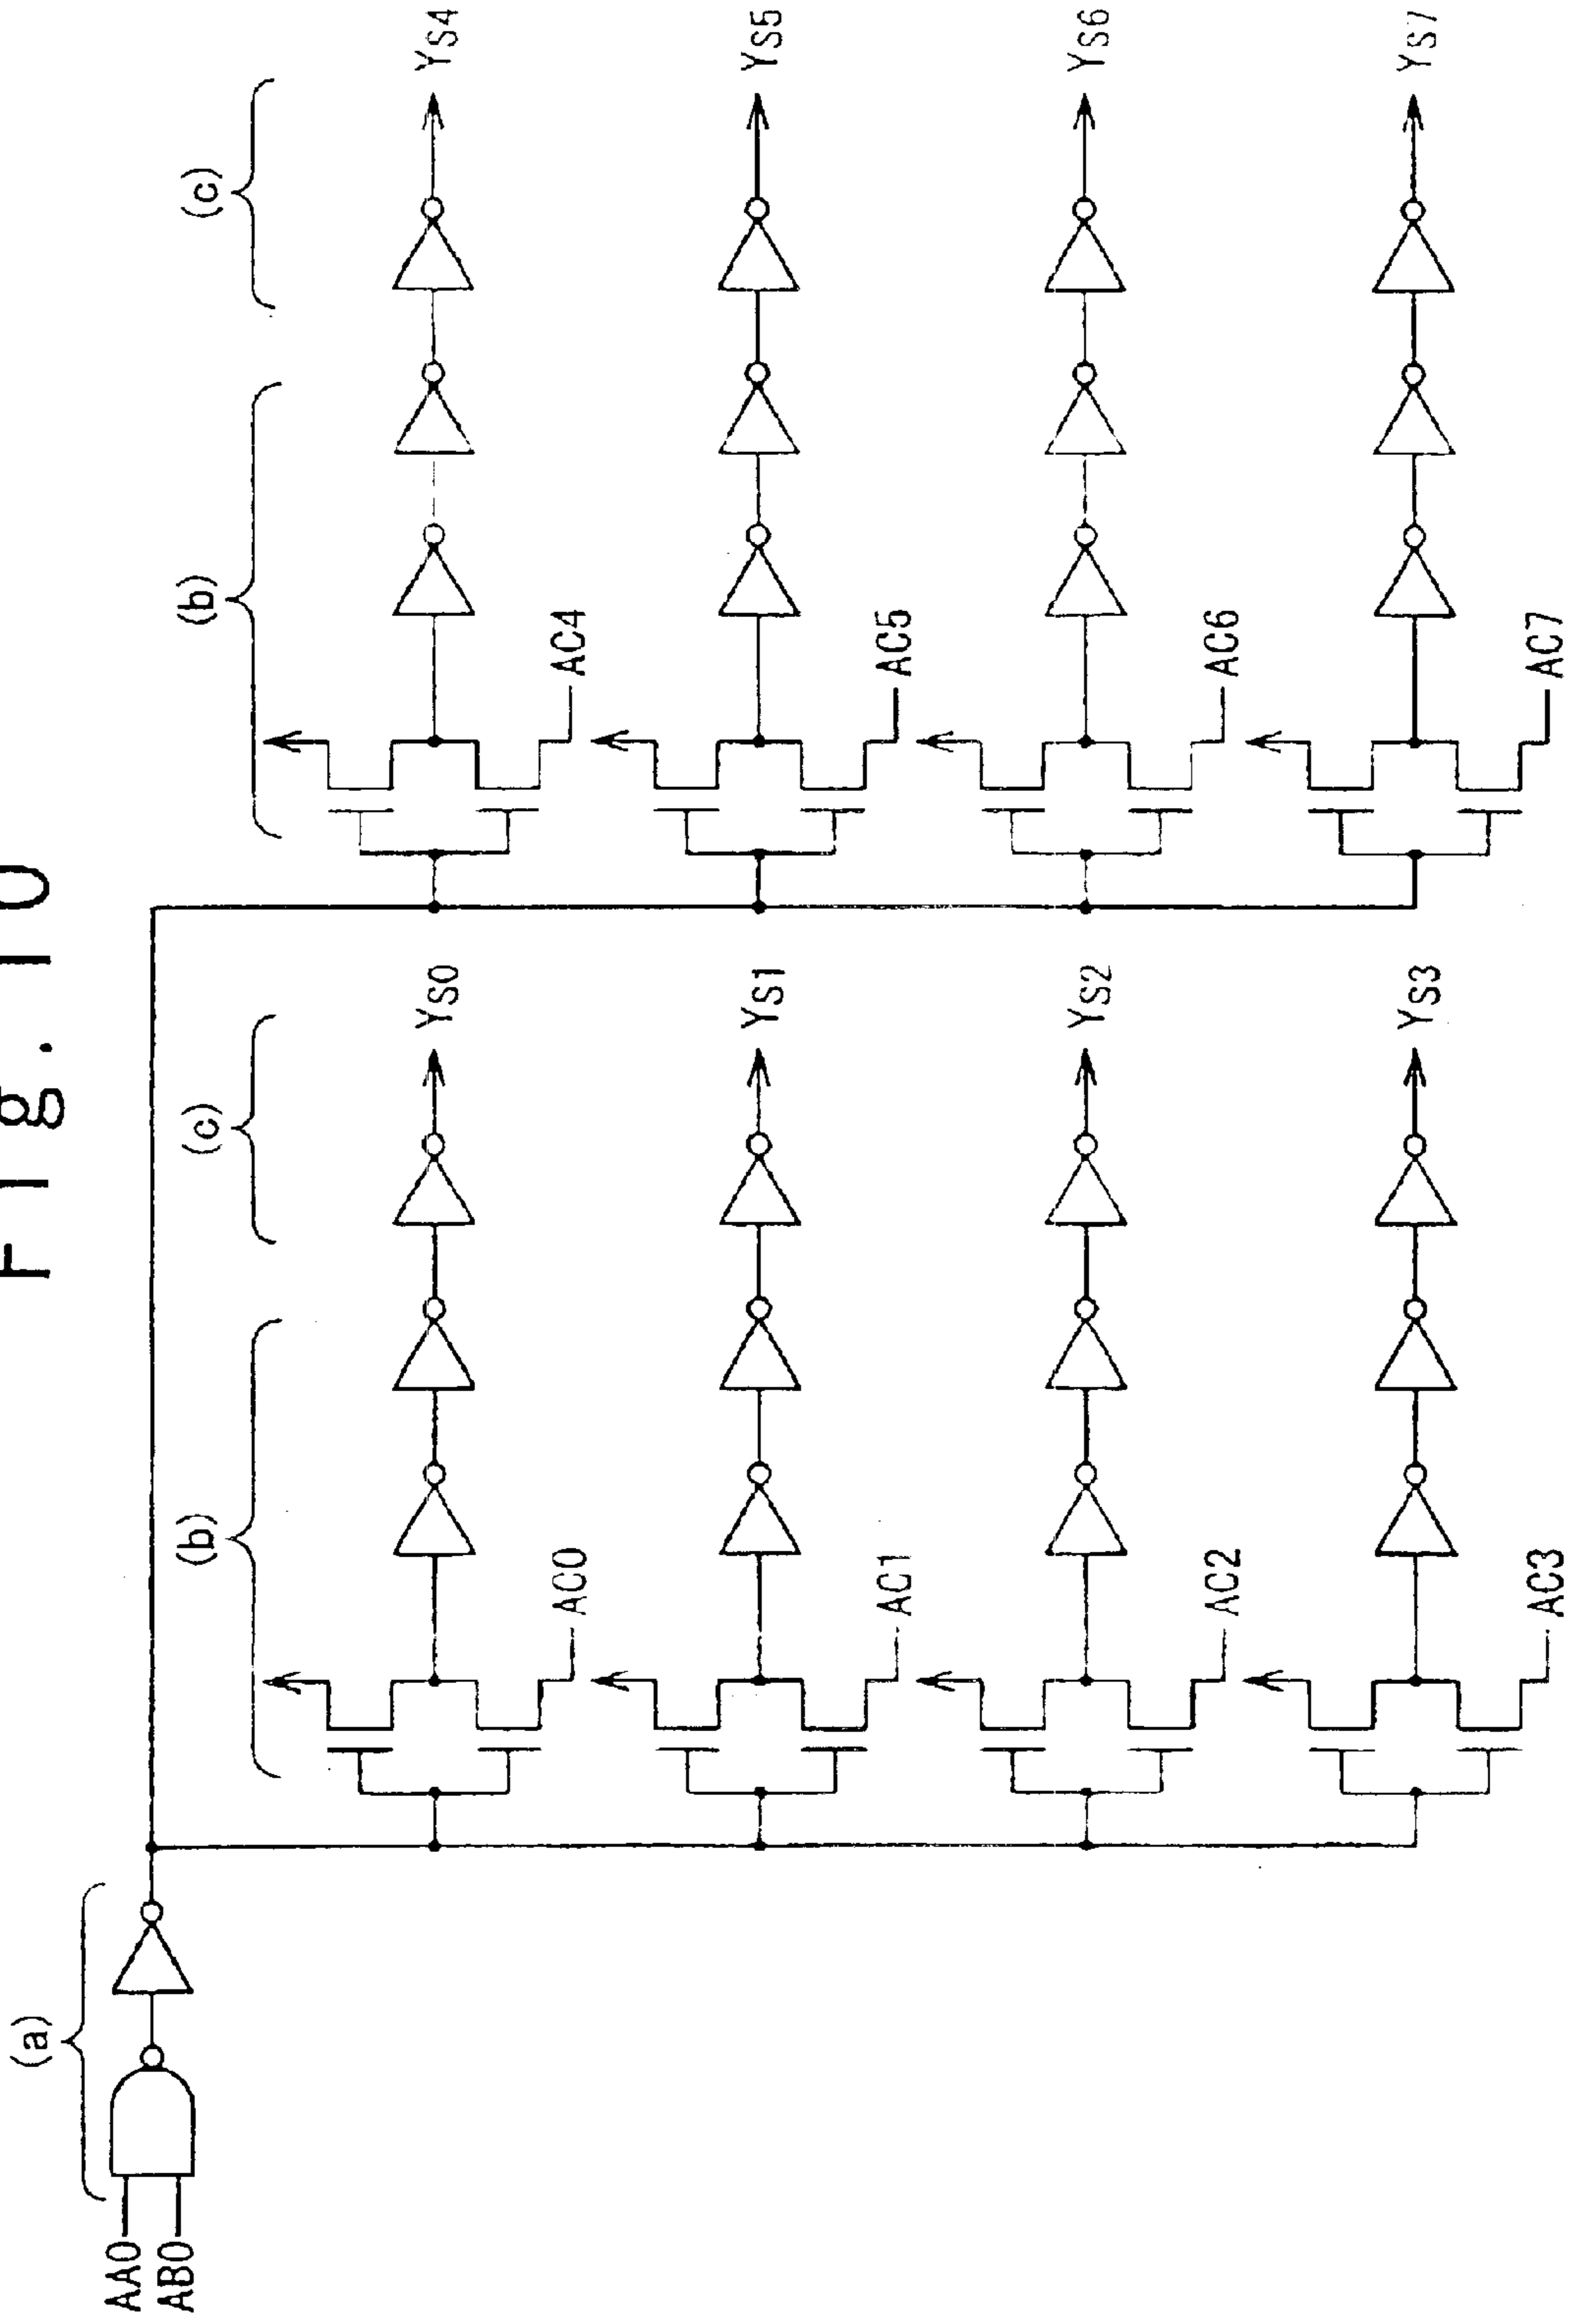 Fig. 10
(a)
AA0
AB0
(b)
(c)
AC0
YS0
AC1
YS1
AC2
YS2
AC3
YS3
(b)
(c)
AC4
YS4
AC5
YS5
AC6
YS6
AC7
YS7